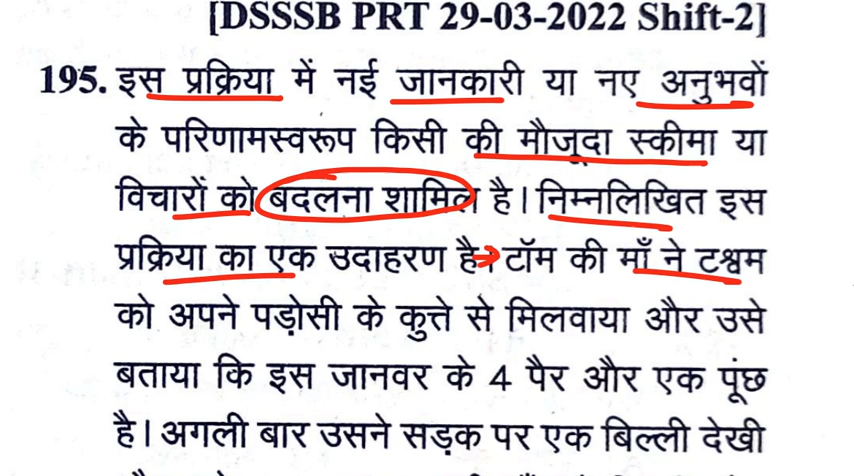 [DSSSB PRT 29-03-2022 Shift-2]
195. इस प्रक्रिया में नई जानकारी या नए अनुभवों
के परिणामस्वरूप किसी की मौजूदा स्कीमा या
विचारों को बदलना शामिल है। निम्नलिखित इस
प्रक्रिया का एक उदाहरण है। टॉम की माँ ने टश्वम
को अपने पड़ोसी के कुत्ते से मिलवाया और उसे
बताया कि इस जानवर के 4 पैर और एक पूंछ
है। अगली बार उसने सड़क पर एक बिल्ली देखी